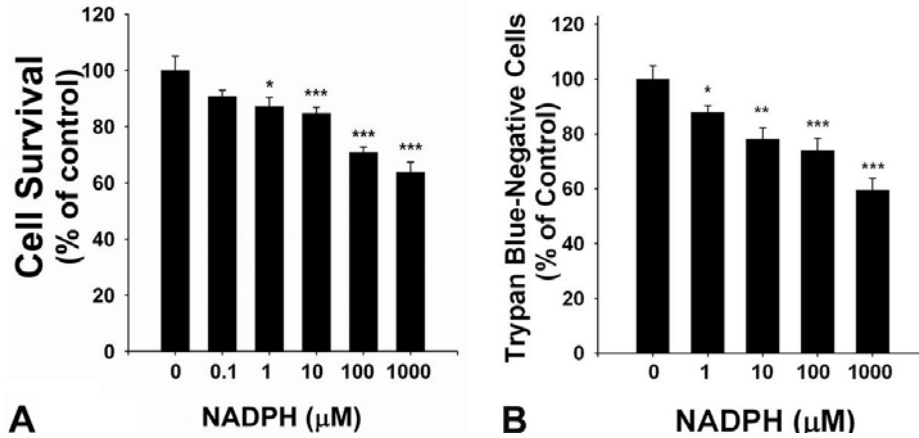 Cell Survival
(% of control)
120
100
80
60
40
20
0
*
***
***
***
0 0.1 1 10 100 1000
NADPH (μM)
A
Trypan Blue-Negative Cells
(% of Control)
120
100
80
60
40
20
0
*
**
***
***
0 1 10 100 1000
NADPH (μM)
B